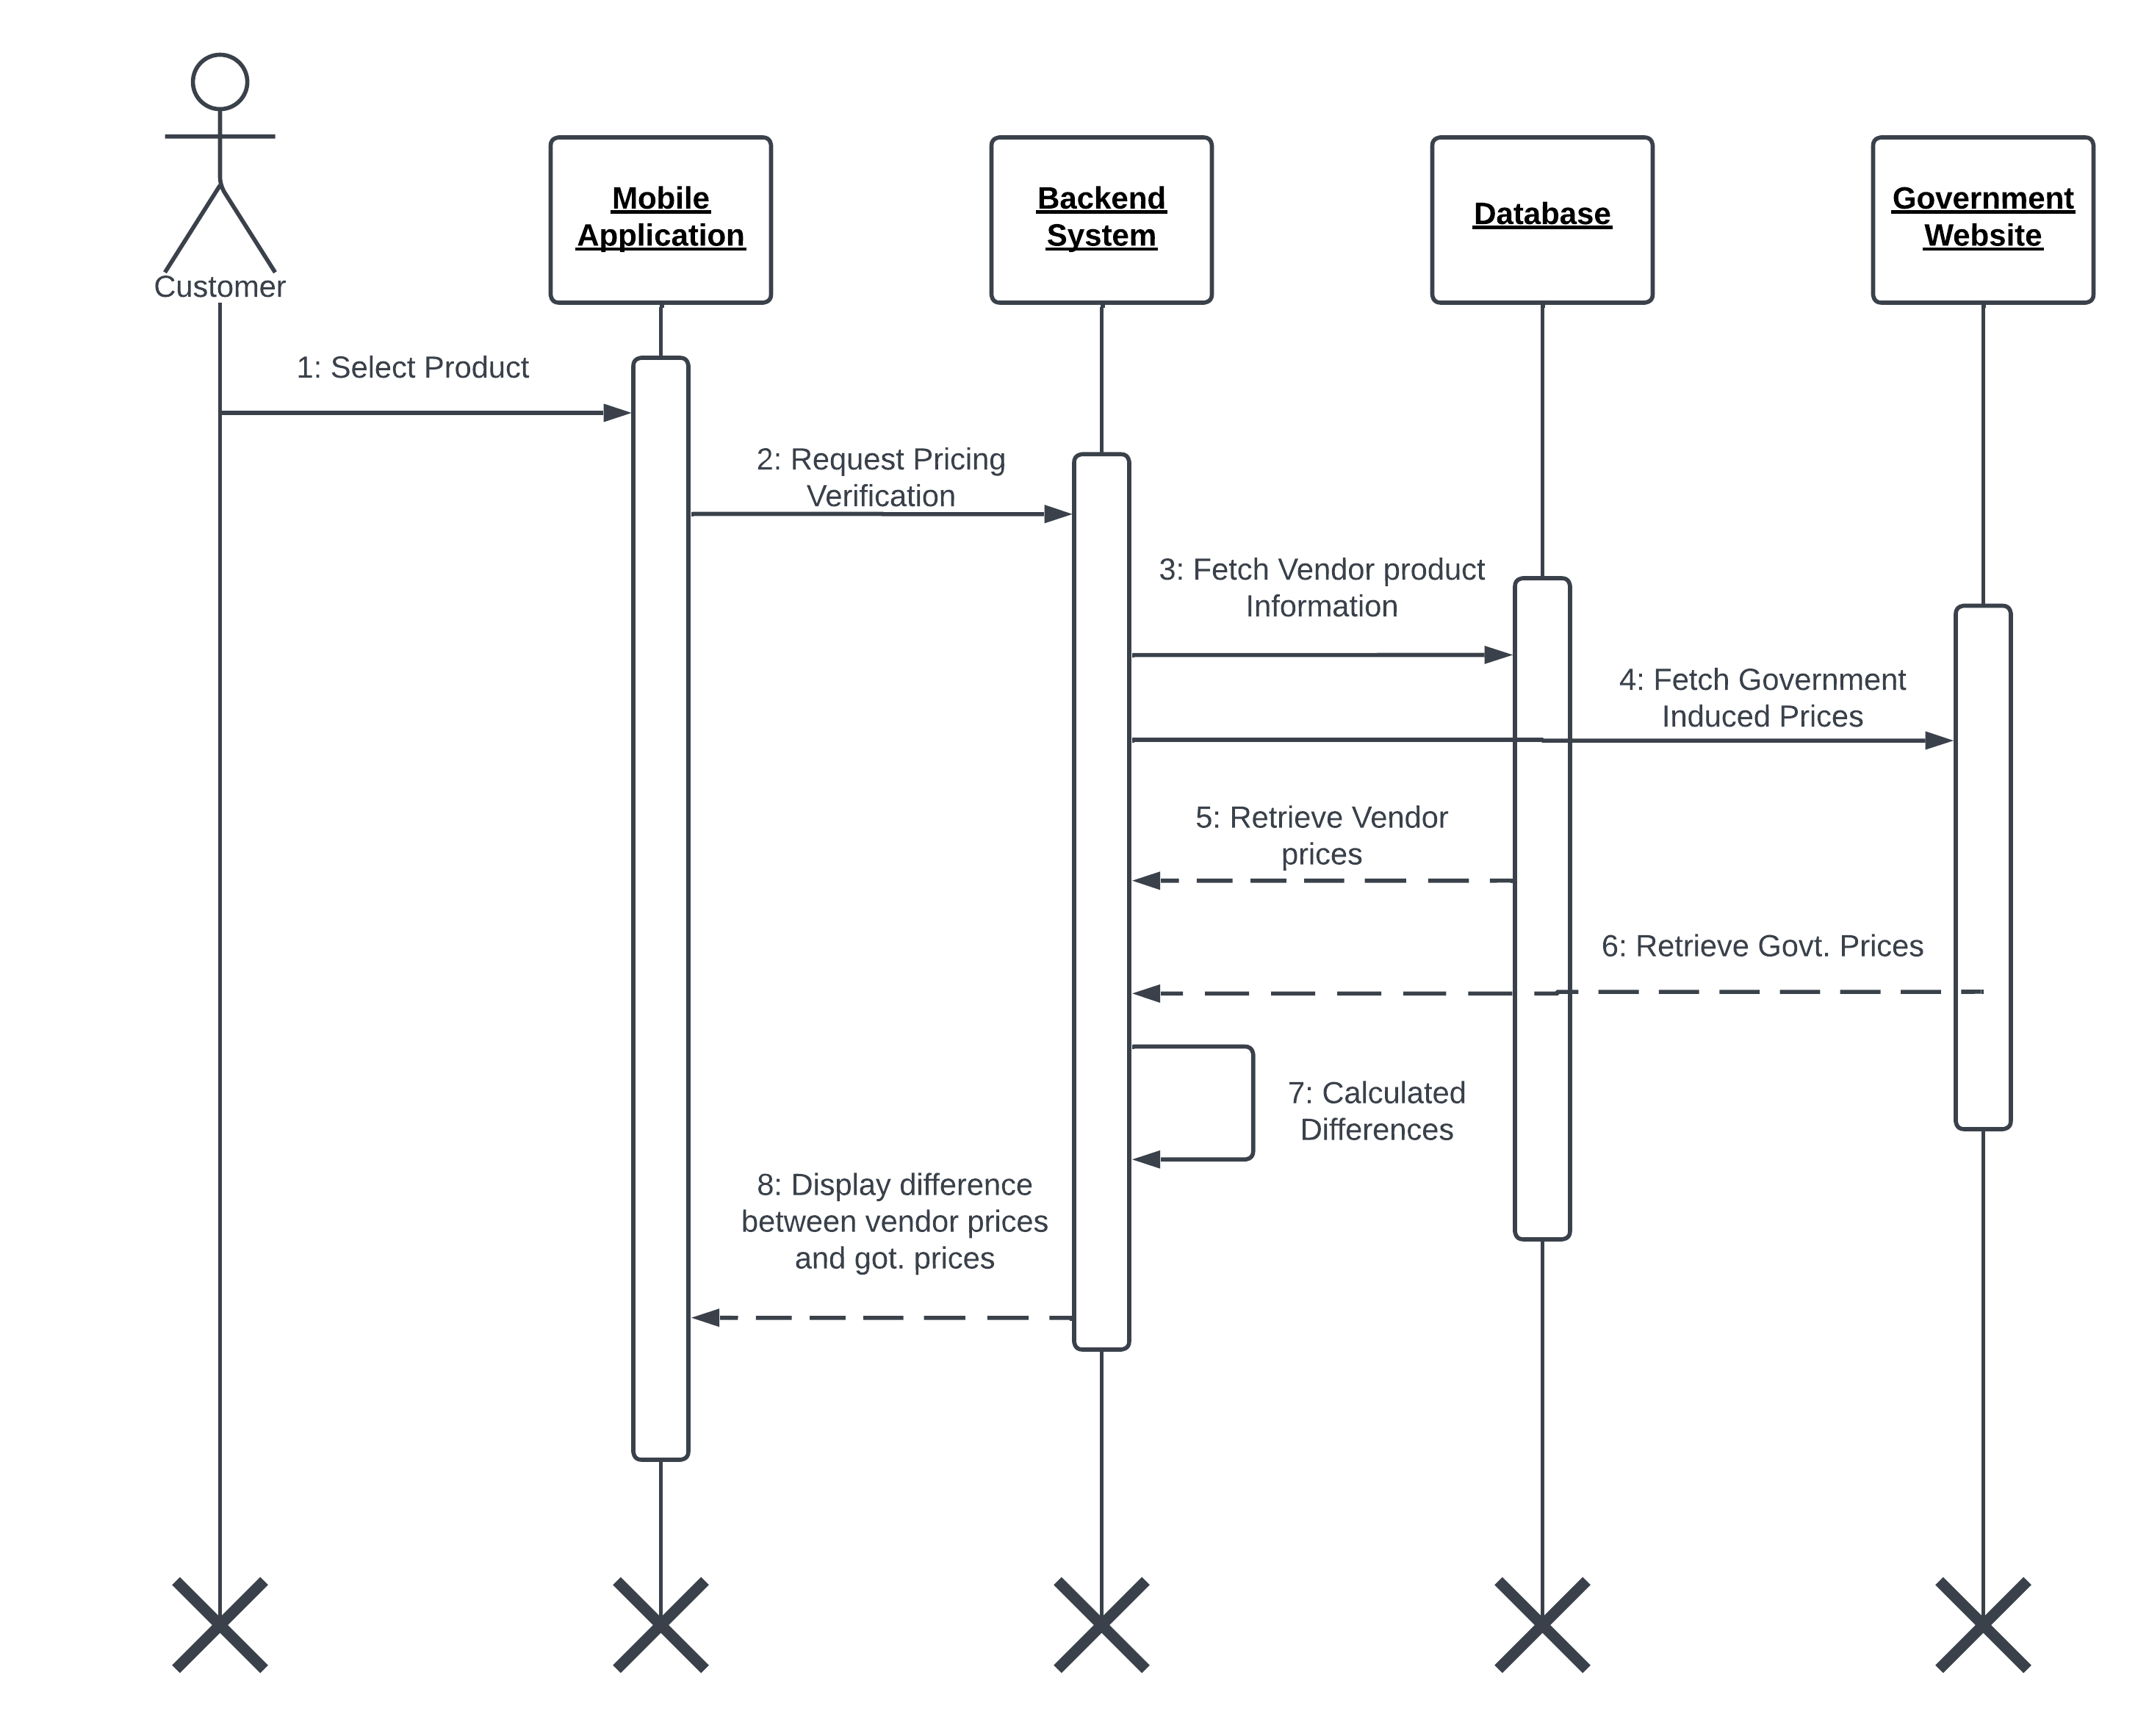 Customer
Mobile
Application
Backend
System
Database
Government
Website
1: Select Product
2: Request Pricing
Verification
3: Fetch Vendor product
Information
4: Fetch Government
Induced Prices
5: Retrieve Vendor
prices
6: Retrieve Govt. Prices
7: Calculated
Differences
8: Display difference
between vendor prices
and got. prices